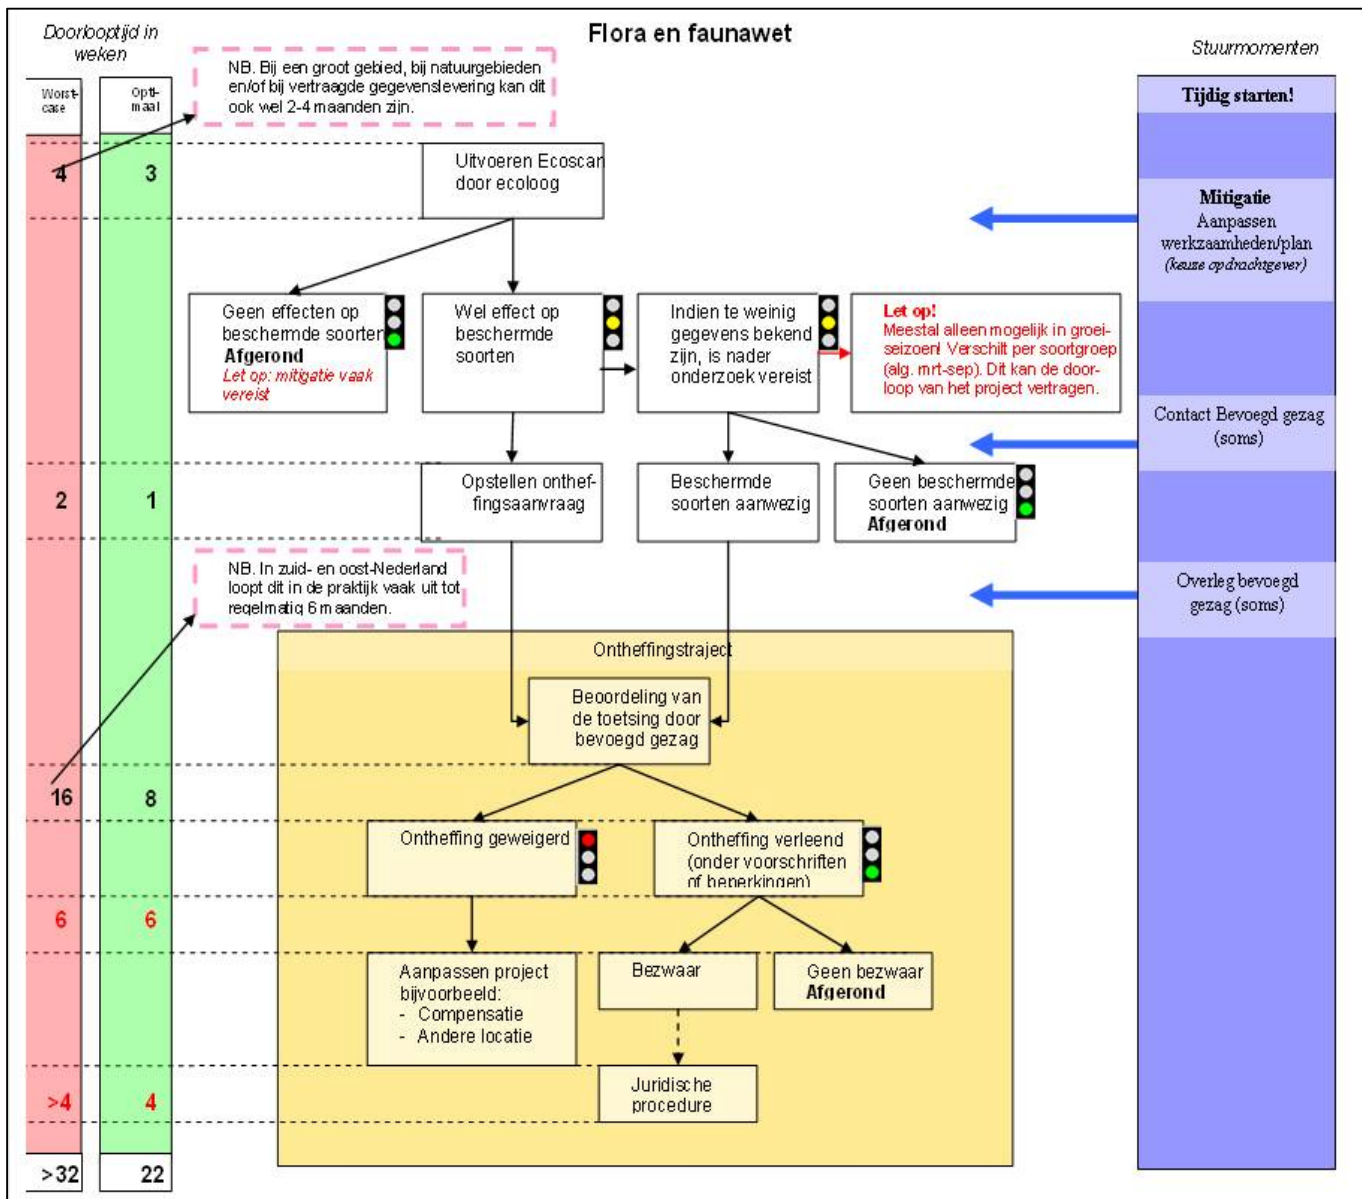 Flora en faunawet
Doorlooptijd in
weken
Stuurmomenten
Worst-
case
Opti-
maal
NB. Bij een groot gebied, bij natuurgebieden
en/of bij vertraagde gegevenslevering kan dit
ook wel 2-4 maanden zijn.
Tijdig starten!
4
3
Uitvoeren Ecoscan
door ecoloog
Mitigatie
Aanpassen
werkzaamheden/plan
(keuze opdrachtgever)
Geen effecten op
beschermde soorten
Afgerond
Let op: mitigatie vaak
vereist
Wel effect op
beschermde
soorten
Indien te weinig
gegevens bekend
zijn, is nader
onderzoek vereist
Let op!
Meestal alleen mogelijk in groei-
seizoen! Verschilt per soortgroep
(alg. mrt-sep). Dit kan de door-
loop van het project vertragen.
Contact Bevoegd gezag
(soms)
2
1
Opstellen onthef-
fingsaanvraag
Beschermde
soorten aanwezig
Geen beschermde
soorten aanwezig
Afgerond
NB. In zuid- en oost-Nederland
loopt dit in de praktijk vaak uit tot
regelmatig 6 maanden.
Overleg bevoegd
gezag (soms)
Ontheffingstraject
Beoordeling van
de toetsing door
bevoegd gezag
16
8
Ontheffing geweigerd
Ontheffing verleend
(onder voorschriften
of beperkingen)
6
6
Aanpassen project
bijvoorbeeld:
- Compensatie
- Andere locatie
Bezwaar
Geen bezwaar
Afgerond
>4
4
Juridische
procedure
>32
22